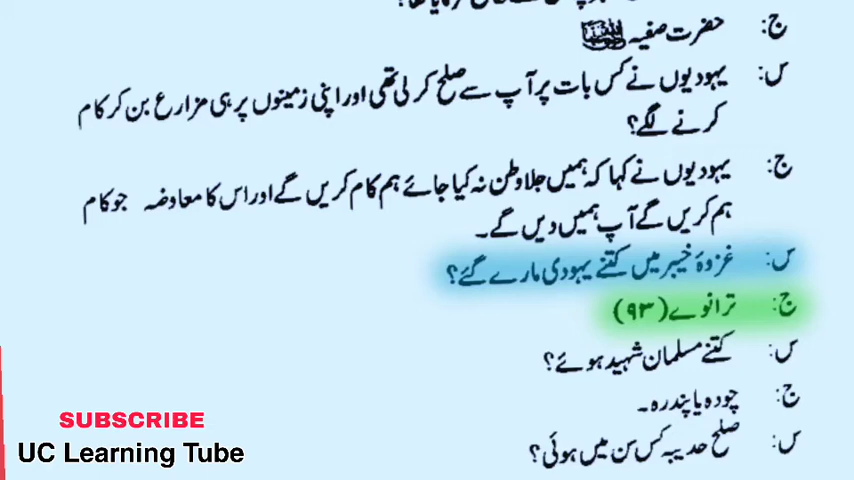 ج: حضرت صفیہ
س: یہودیوں نے کس بات پر آپ سے صلح کر لی تھی اور اپنی زمینوں پر ہی مزارع بن کر کام
کرنے لگے؟
ج: یہودیوں نے کہا کہ ہمیں جلا وطن نہ کیا جائے ہم کام کریں گے اور اس کا معاوضہ جو کام
ہم کریں گے آپ ہمیں دیں گے۔
س: غزوۂ خیبر میں کتنے یہودی مارے گئے؟
ج: ترانوے (۹۳)
س: کتنے مسلمان شہید ہوئے؟
ج: چودہ یا پندرہ۔
س: صلح حدیبیہ کس سن میں ہوئی؟
SUBSCRIBE
UC Learning Tube